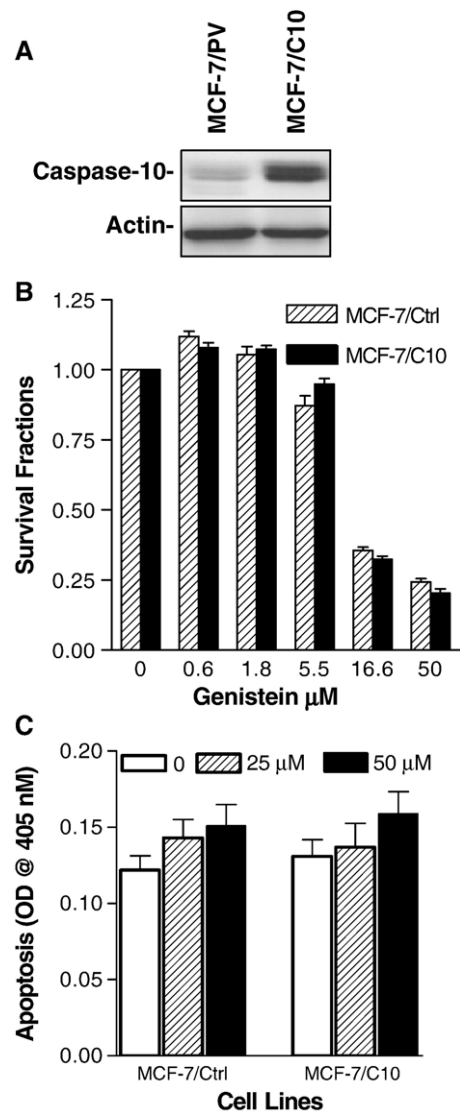 A
MCF-7/PV
MCF-7/C10
Caspase-10-
Actin-
B
1.25
1.00
0.75
0.50
0.25
0.00
Survival Fractions
MCF-7/Ctrl
MCF-7/C10
0 0.6 1.8 5.5 16.6 50
Genistein μM
C
0.20
0.15
0.10
0.05
0.00
Apoptosis (OD @ 405 nM)
0 25 μM 50 μM
MCF-7/Ctrl MCF-7/C10
Cell Lines